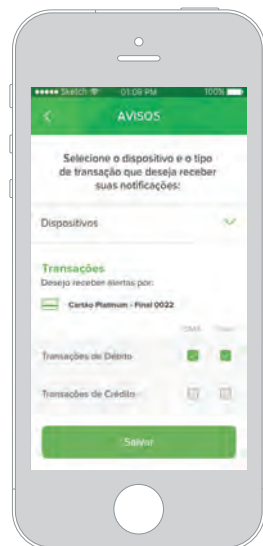 Sketch 01:09 PM 100%
AVISOS
Selecione o dispositivo e o tipo
de transação que deseja receber
suas notificações:
Dispositivos
Transações
Deseja receber alertas por:
Cartão Platinum - Final 0022
Transações de Débito
Transações de Crédito
Salvar